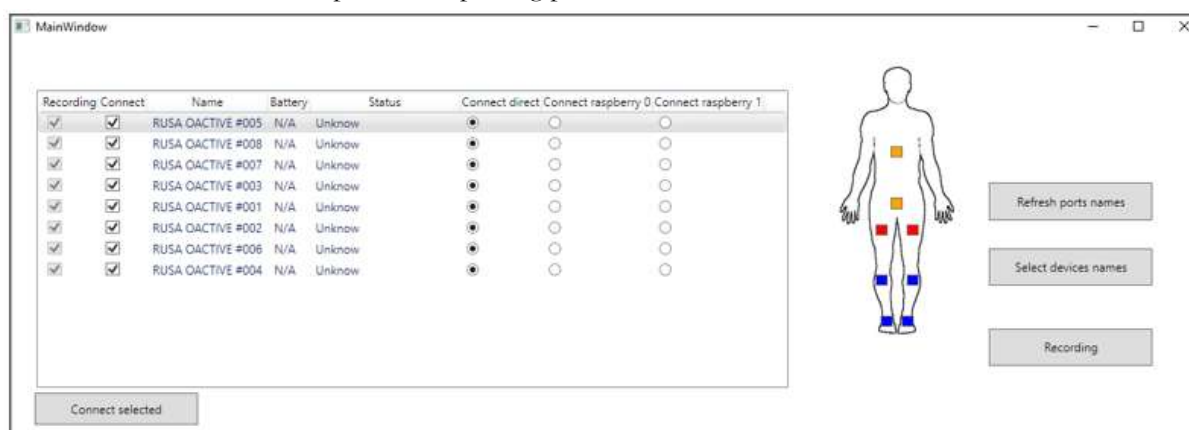 MainWindow
Recording Connect Name Battery Status Connect direct Connect raspberry 0 Connect raspberry 1
RUSA OACTIVE #005 N/A Unknow
RUSA OACTIVE #008 N/A Unknow
RUSA OACTIVE #007 N/A Unknow
RUSA OACTIVE #003 N/A Unknow
RUSA OACTIVE #001 N/A Unknow
RUSA OACTIVE #002 N/A Unknow
RUSA OACTIVE #006 N/A Unknow
RUSA OACTIVE #004 N/A Unknow
Refresh ports names
Select devices names
Recording
Connect selected